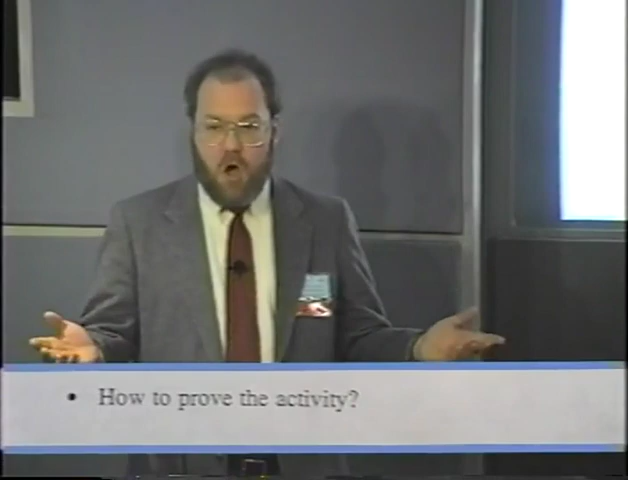 • How to prove the activity?